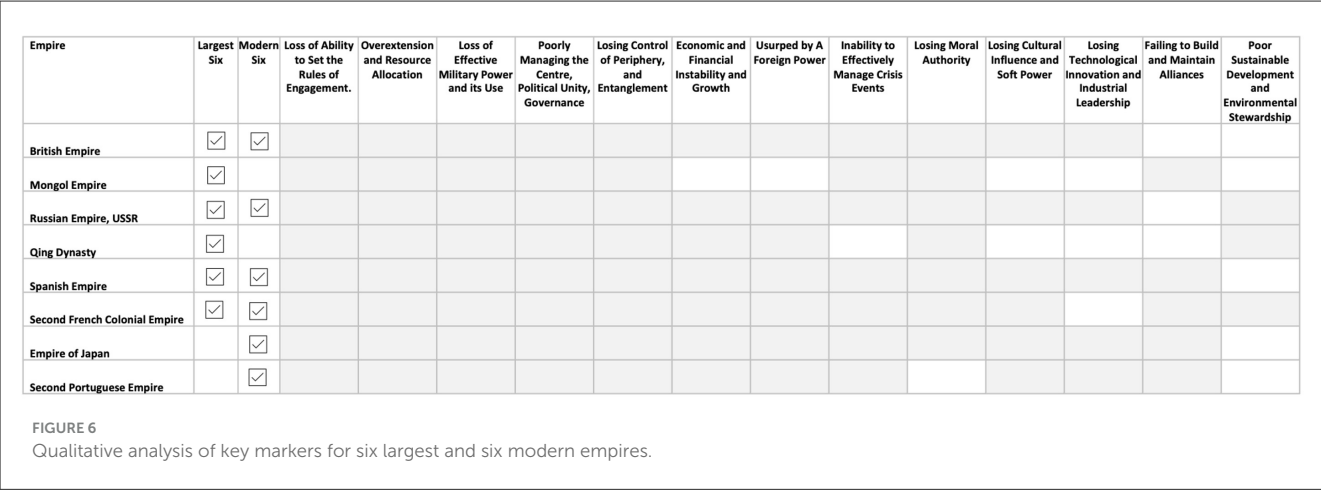 Empire
Largest Six
Modern Six
Loss of Ability to Set the Rules of Engagement.
Overextension and Resource Allocation
Loss of Effective Military Power and its Use
Poorly Managing the Centre, Political Unity, Governance
Losing Control of Periphery, and Entanglement
Economic and Financial Instability and Growth
Usurped by A Foreign Power
Inability to Effectively Manage Crisis Events
Losing Moral Authority
Losing Cultural Influence and Soft Power
Losing Technological Innovation and Industrial Leadership
Failing to Build and Maintain Alliances
Poor Sustainable Development and Environmental Stewardship
British Empire
Mongol Empire
Russian Empire, USSR
Qing Dynasty
Spanish Empire
Second French Colonial Empire
Empire of Japan
Second Portuguese Empire
FIGURE 6
Qualitative analysis of key markers for six largest and six modern empires.